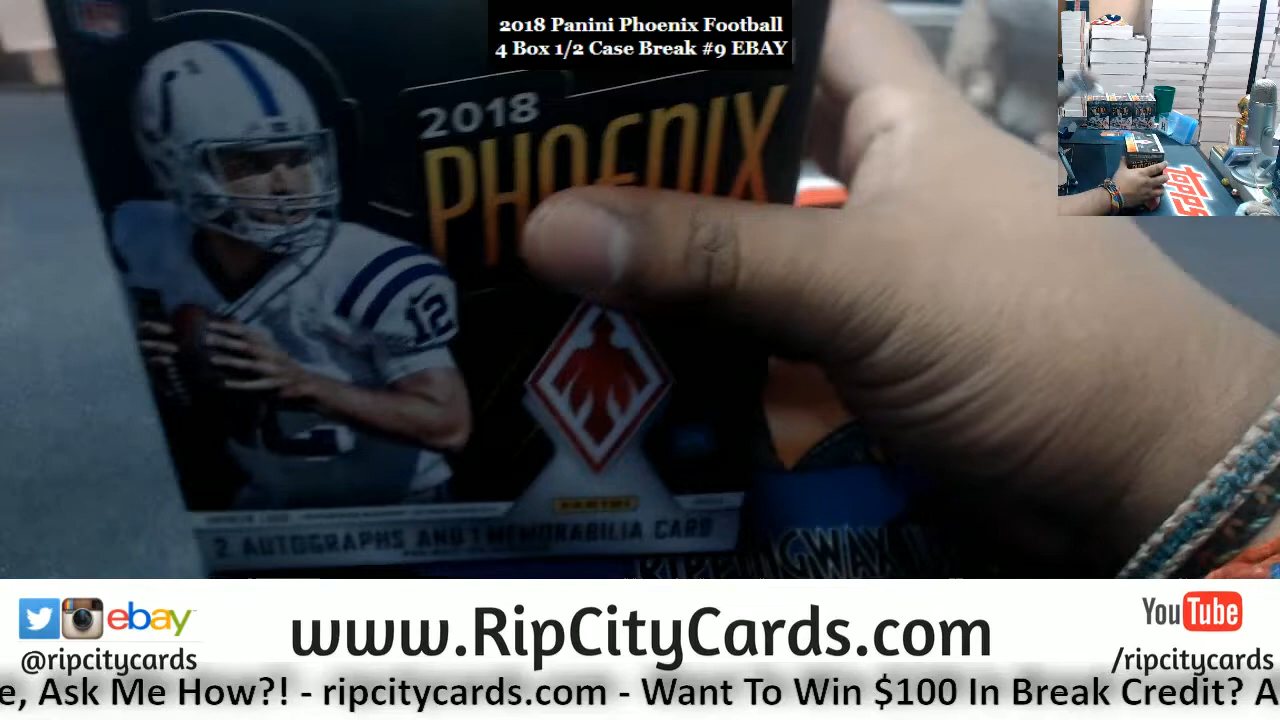 2018 Panini Phoenix Football
4 Box 1/2 Case Break #9 EBAY
2018
PHOENIX
12
PANINI
2 AUTOGRAPHS AND 1 MEMORABILIA CARD
RIPPINGWAX
TOPPS
ebay
@ripcitycards
www.RipCityCards.com
YouTube
/ripcitycards
e, Ask Me How?! - ripcitycards.com - Want To Win $100 In Break Credit? A